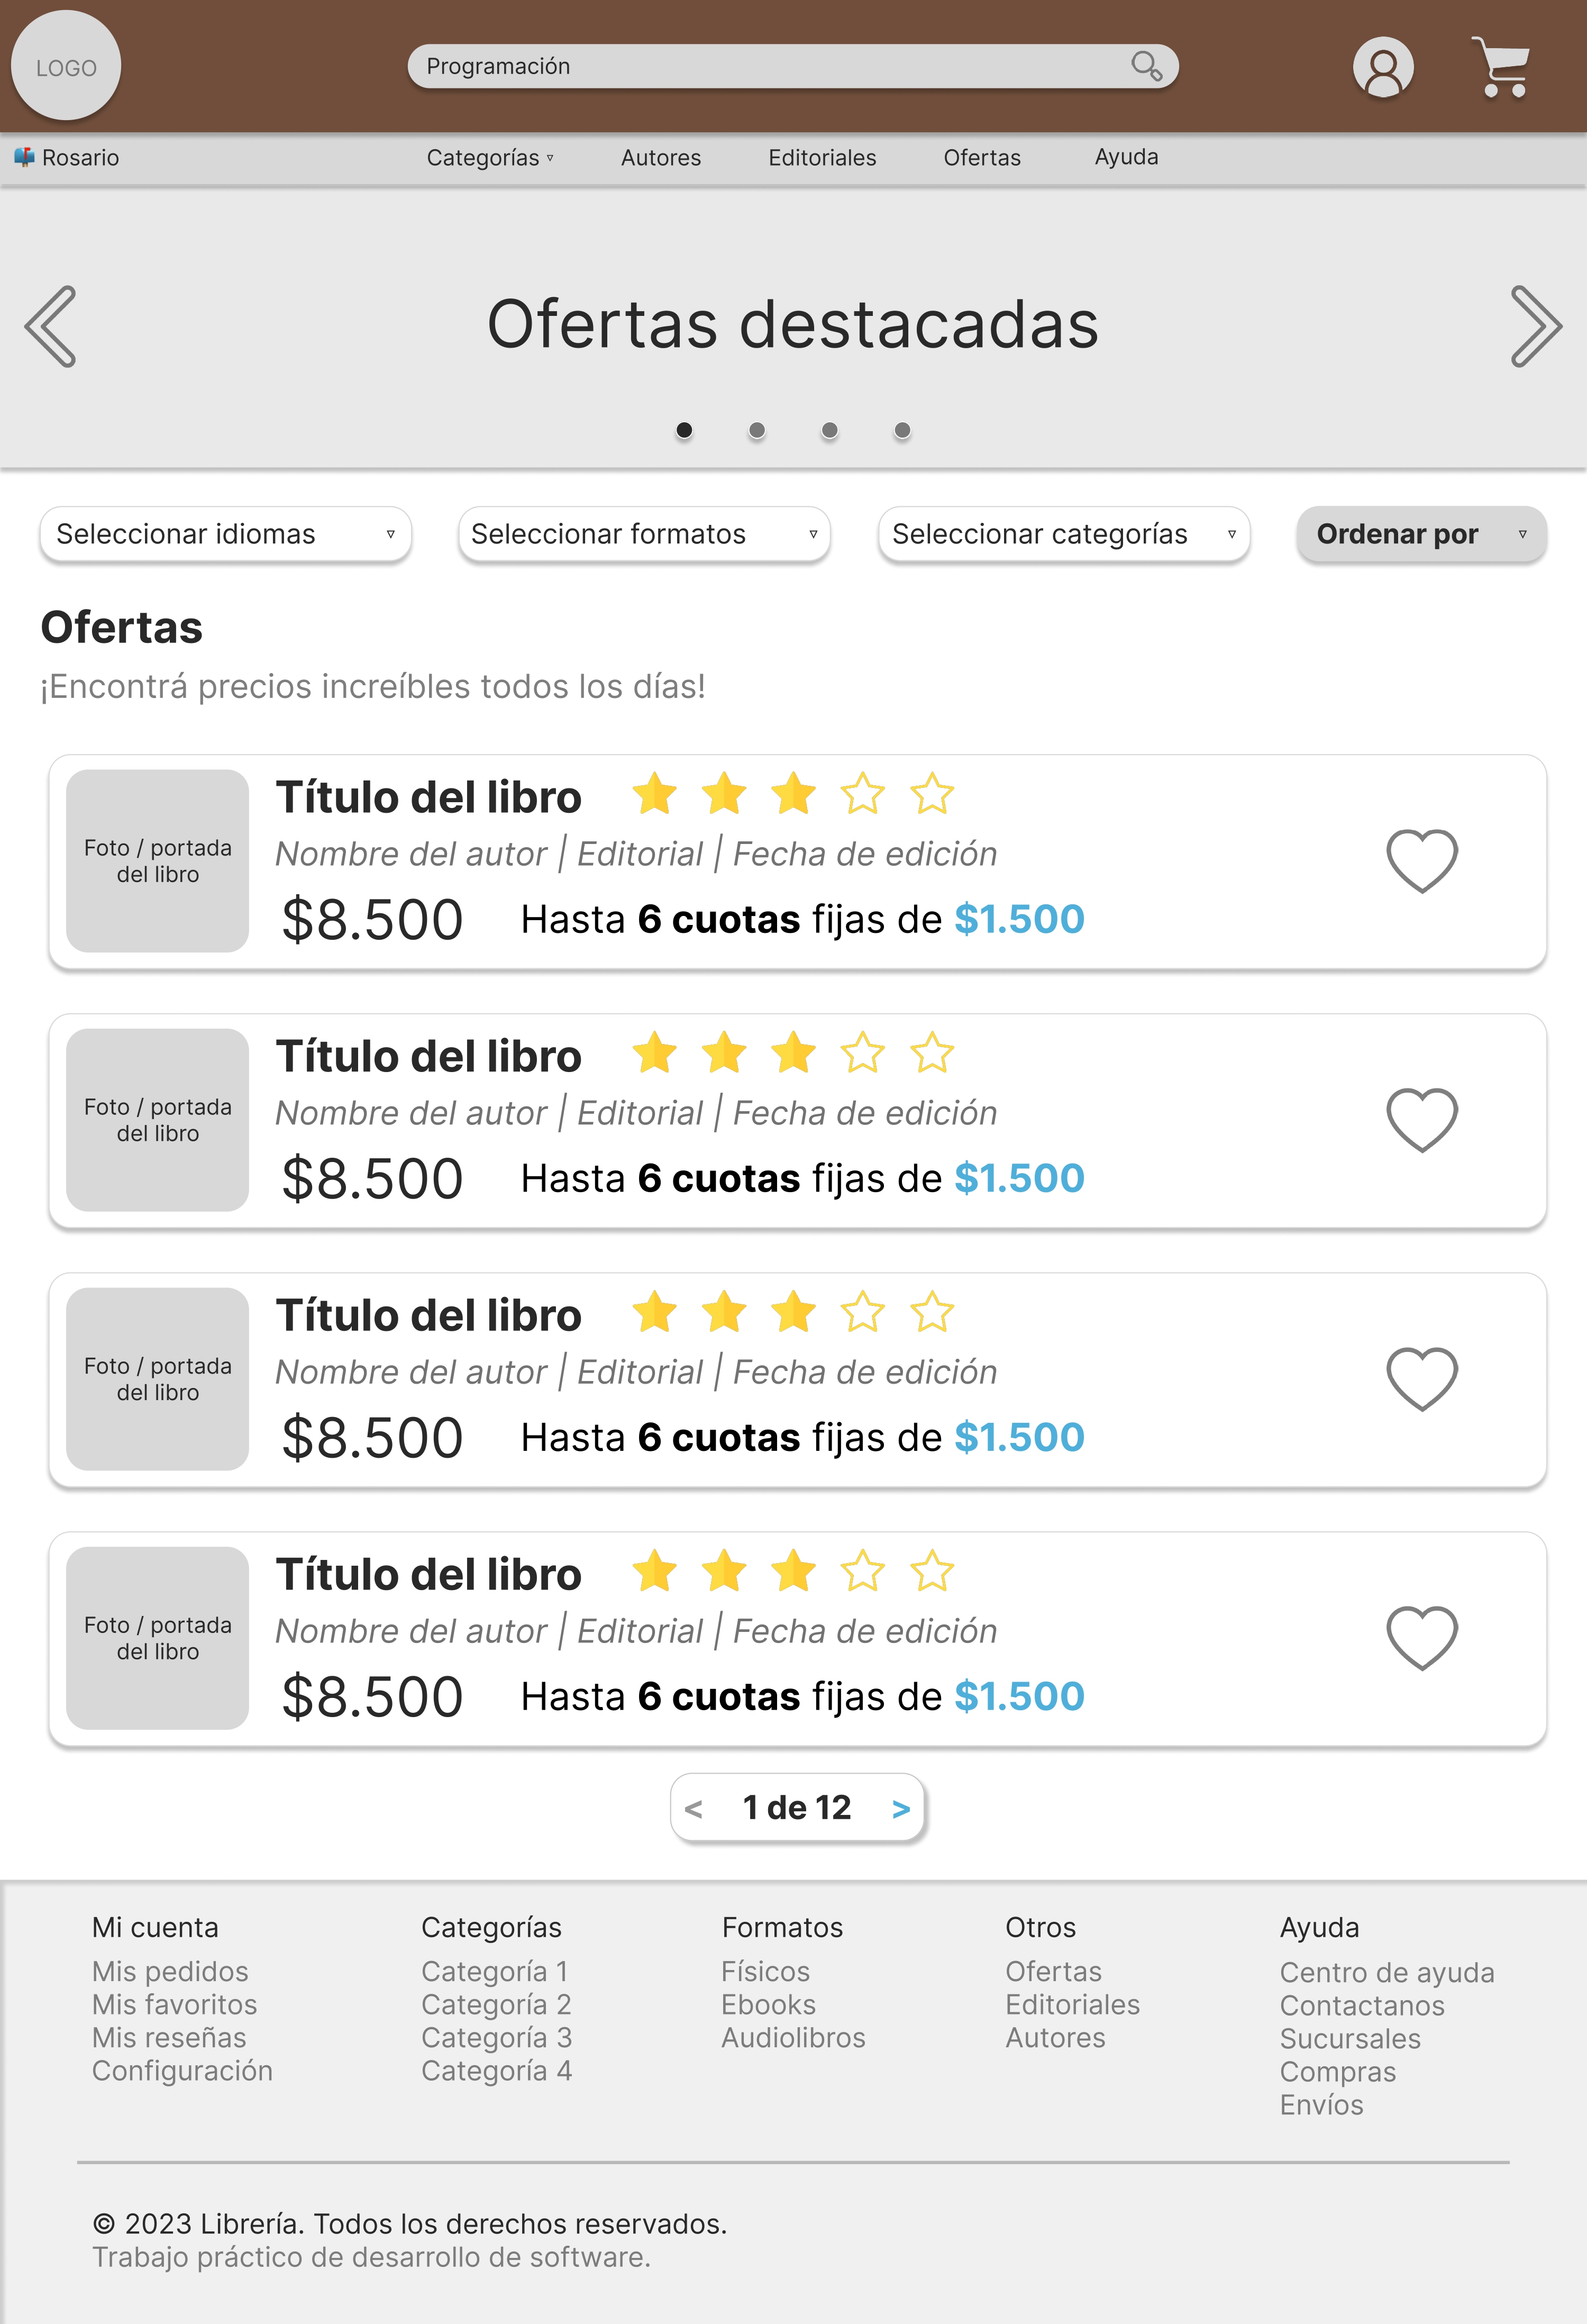 LOGO
Programación
Rosario
Categorías ▿ Autores Editoriales Ofertas Ayuda
Ofertas destacadas
Seleccionar idiomas ▿ Seleccionar formatos ▿ Seleccionar categorías ▿ Ordenar por ▿
Ofertas
¡Encontrá precios increíbles todos los días!
Foto / portada
del libro
Título del libro
Nombre del autor | Editorial | Fecha de edición
$8.500 Hasta 6 cuotas fijas de $1.500
Foto / portada
del libro
Título del libro
Nombre del autor | Editorial | Fecha de edición
$8.500 Hasta 6 cuotas fijas de $1.500
Foto / portada
del libro
Título del libro
Nombre del autor | Editorial | Fecha de edición
$8.500 Hasta 6 cuotas fijas de $1.500
Foto / portada
del libro
Título del libro
Nombre del autor | Editorial | Fecha de edición
$8.500 Hasta 6 cuotas fijas de $1.500
< 1 de 12 >
Mi cuenta
Mis pedidos
Mis favoritos
Mis reseñas
Configuración
Categorías
Categoría 1
Categoría 2
Categoría 3
Categoría 4
Formatos
Físicos
Ebooks
Audiolibros
Otros
Ofertas
Editoriales
Autores
Ayuda
Centro de ayuda
Contactanos
Sucursales
Compras
Envíos
© 2023 Librería. Todos los derechos reservados.
Trabajo práctico de desarrollo de software.